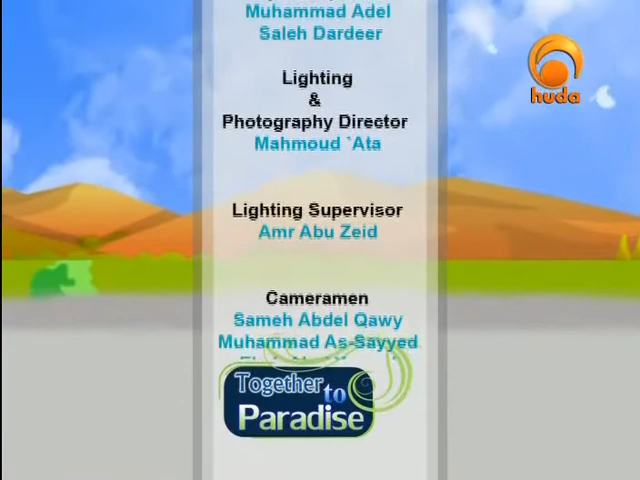 Muhammad Adel
Saleh Dardeer
Lighting
&
Photography Director
Mahmoud `Ata
Lighting Supervisor
Amr Abu Zeid
Cameramen
Sameh Abdel Qawy
Muhammad As-Sayyed
Together
to
Paradise
huda